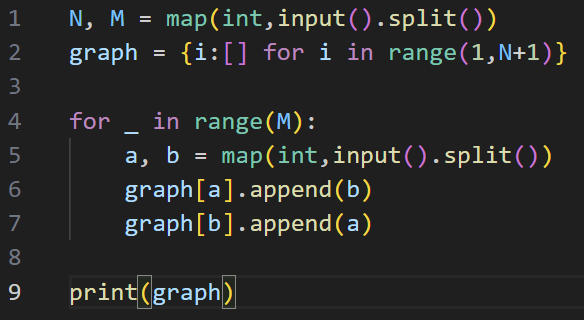 1 N, M = map(int,input().split())
2 graph = {i:[] for i in range(1,N+1)}
3
4 for _ in range(M):
5     a, b = map(int,input().split())
6     graph[a].append(b)
7     graph[b].append(a)
8
9 print(graph)